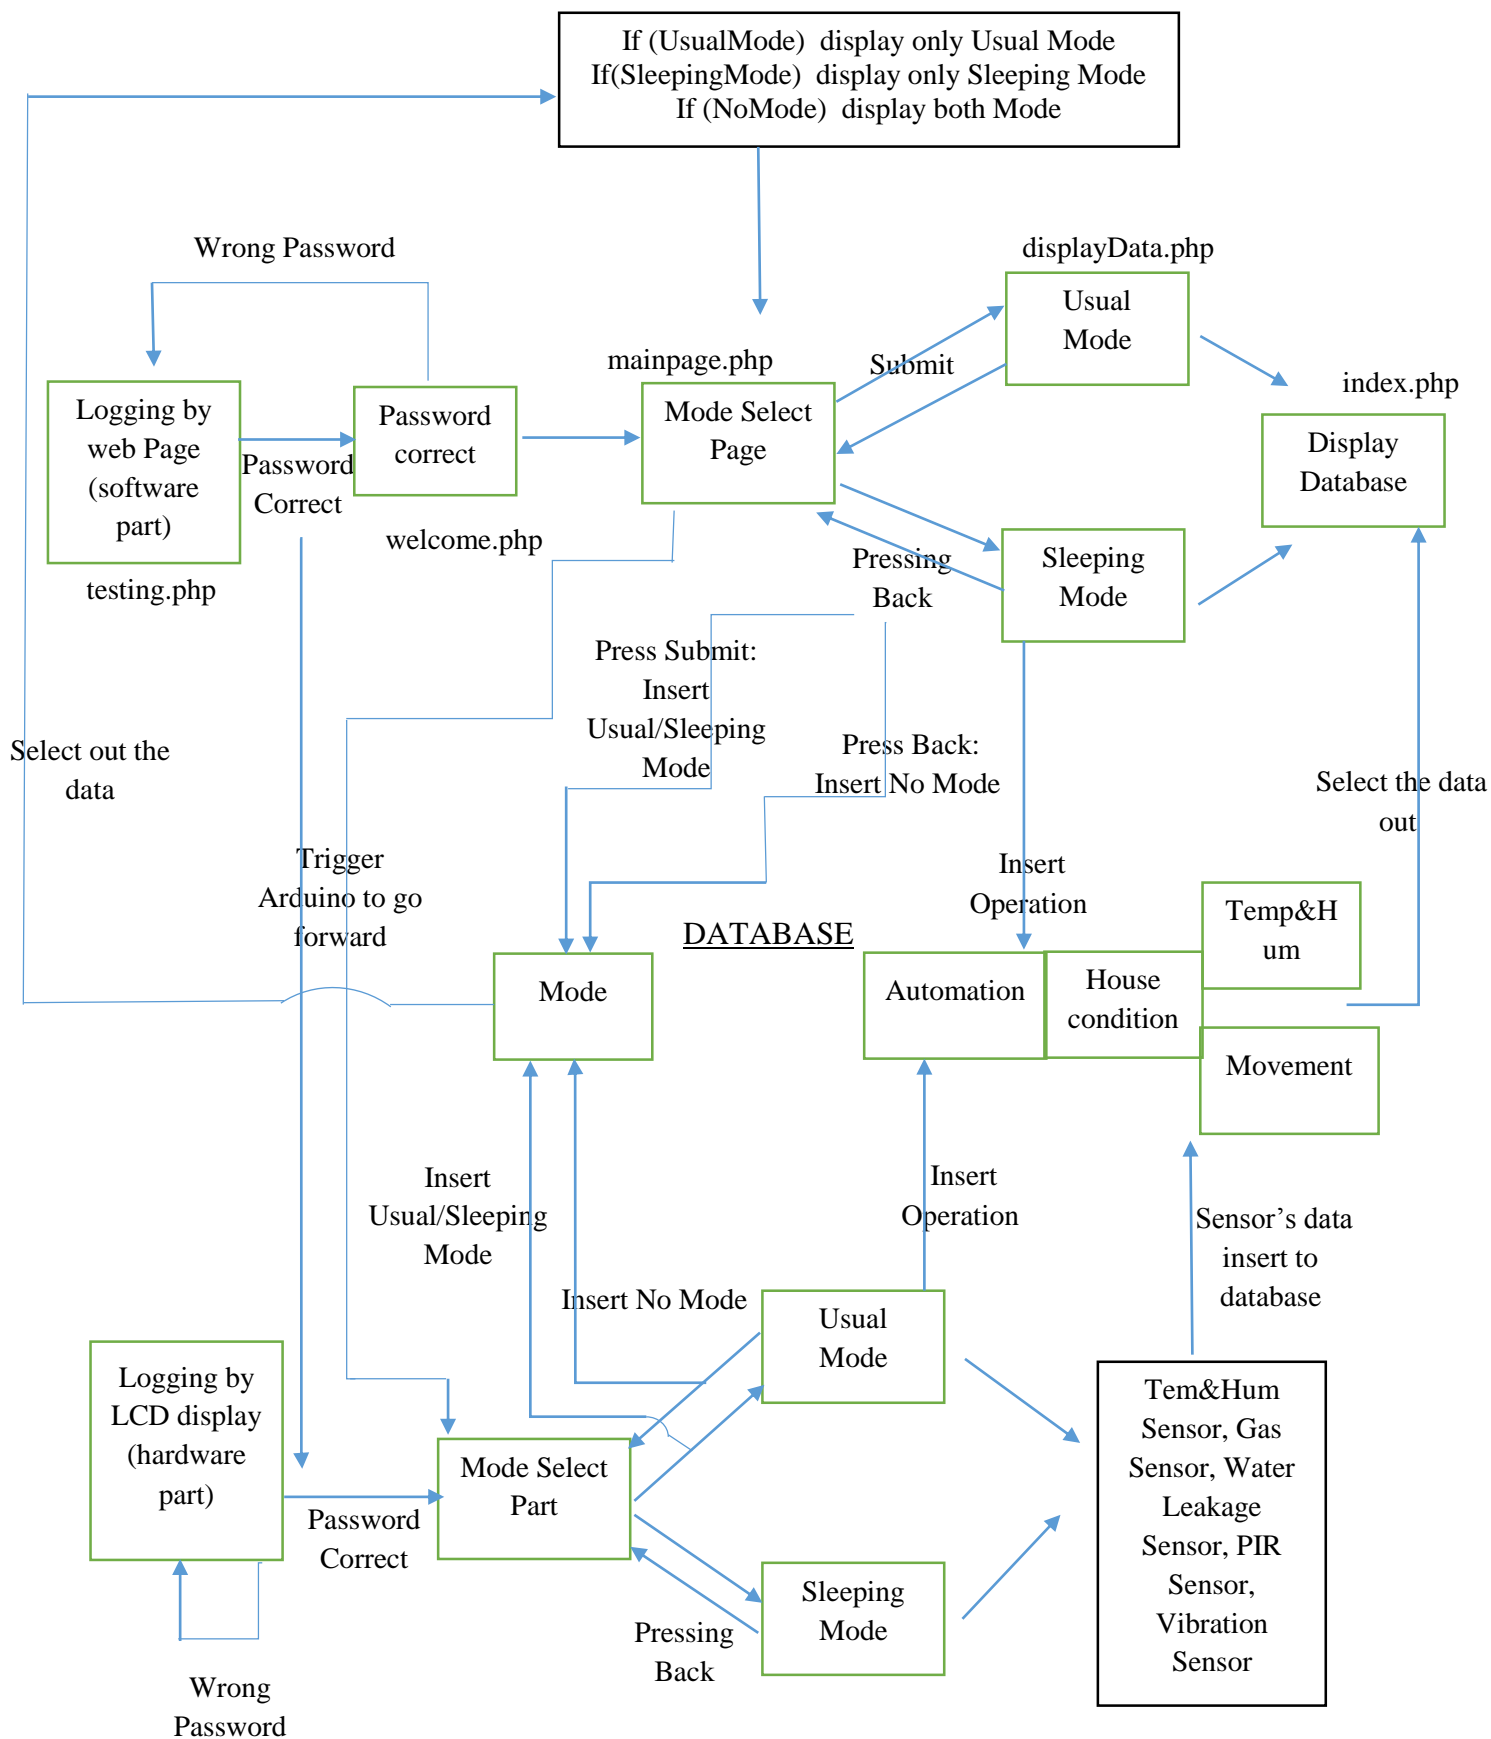 If (UsualMode)  display only Usual Mode
If(SleepingMode)  display only Sleeping Mode
If (NoMode)  display both Mode
Wrong Password
displayData.php
Usual
Mode
mainpage.php
Submit
index.php
Logging by
web Page
(software
part)
Password
Correct
Password
correct
Mode Select
Page
Display
Database
testing.php
welcome.php
Pressing
Back
Sleeping
Mode
Press Submit:
Insert
Usual/Sleeping
Mode
Press Back:
Insert No Mode
Select out the
data
Select the data
out
Trigger
Arduino to go
forward
Insert
Operation
DATABASE
Mode
Automation
House
condition
Temp&H
um
Movement
Insert
Usual/Sleeping
Mode
Insert
Operation
Sensor’s data
insert to
database
Insert No Mode
Usual
Mode
Logging by
LCD display
(hardware
part)
Password
Correct
Mode Select
Part
Tem&Hum
Sensor, Gas
Sensor, Water
Leakage
Sensor, PIR
Sensor,
Vibration
Sensor
Sleeping
Mode
Pressing
Back
Wrong
Password